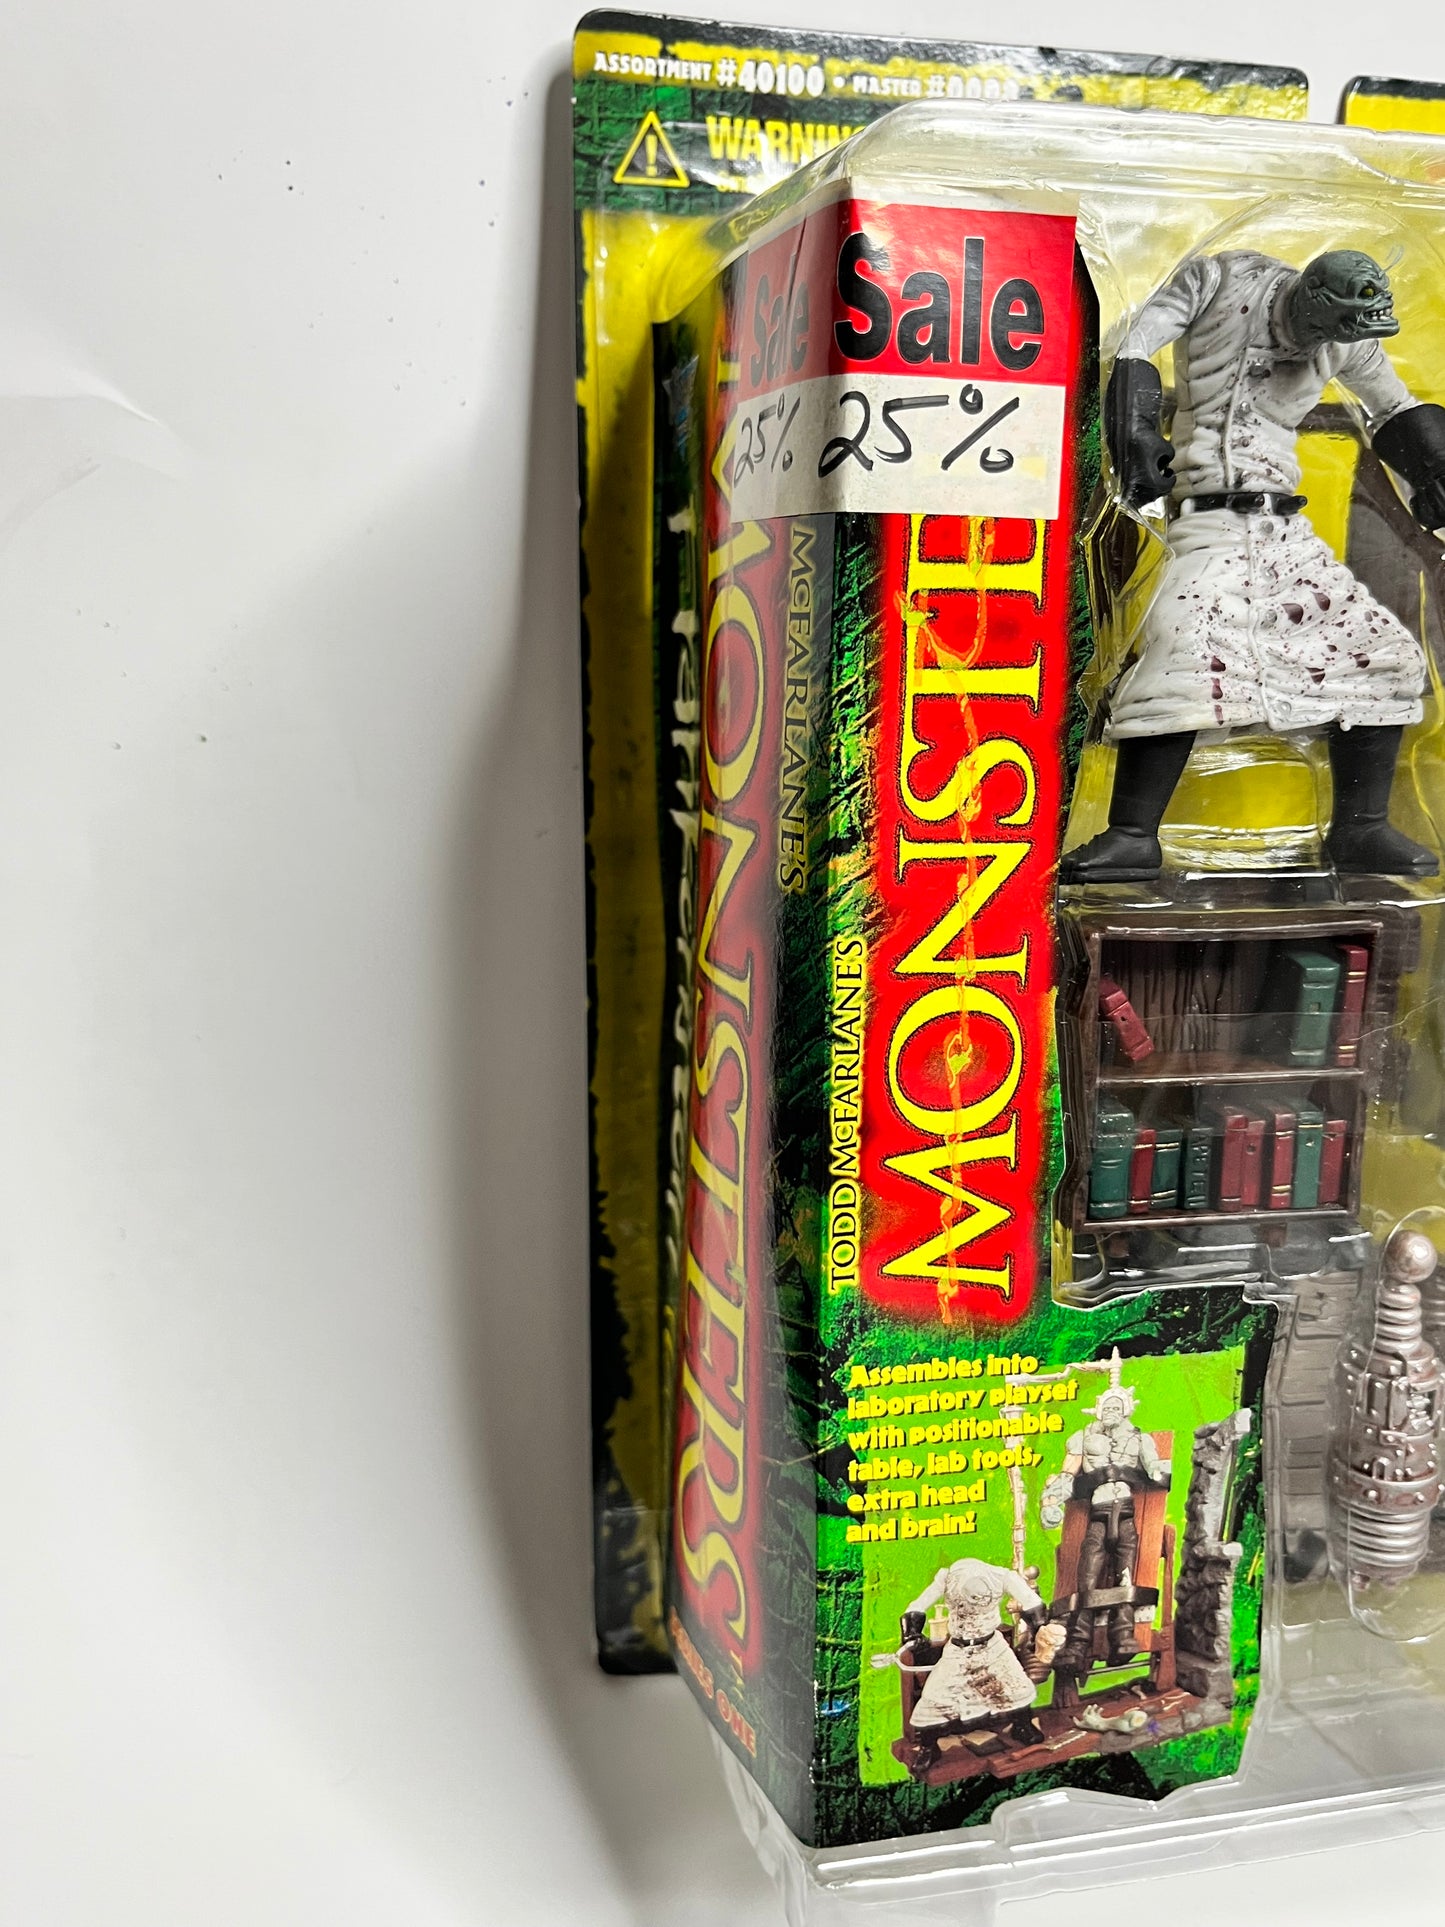 ASSORTMENT #40100 • MASTER
WARNING
Sale
25%
Sale
25%
MCFARLANE'S
MONSTERS
SERIES ONE
TODD MCFARLANE'S
MONSTE
Assembles into
laboratory playset
with positionable
table, lab tools,
extra head
and brain!